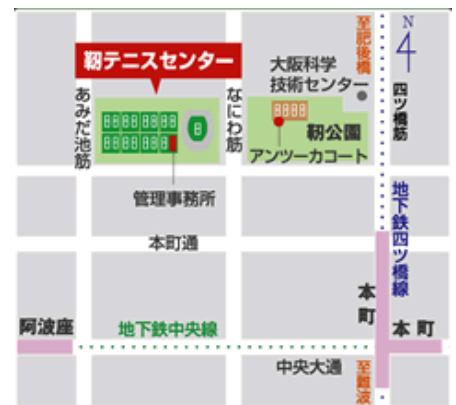 至肥後橋
N
靭テニスセンター
大阪科学
技術センター
四ツ橋筋
あみだ池筋
なにわ筋
靭公園
アンツーカコート
管理事務所
地下鉄四ツ橋線
本町通
本町
阿波座
地下鉄中央線
本町
中央大通
至難波